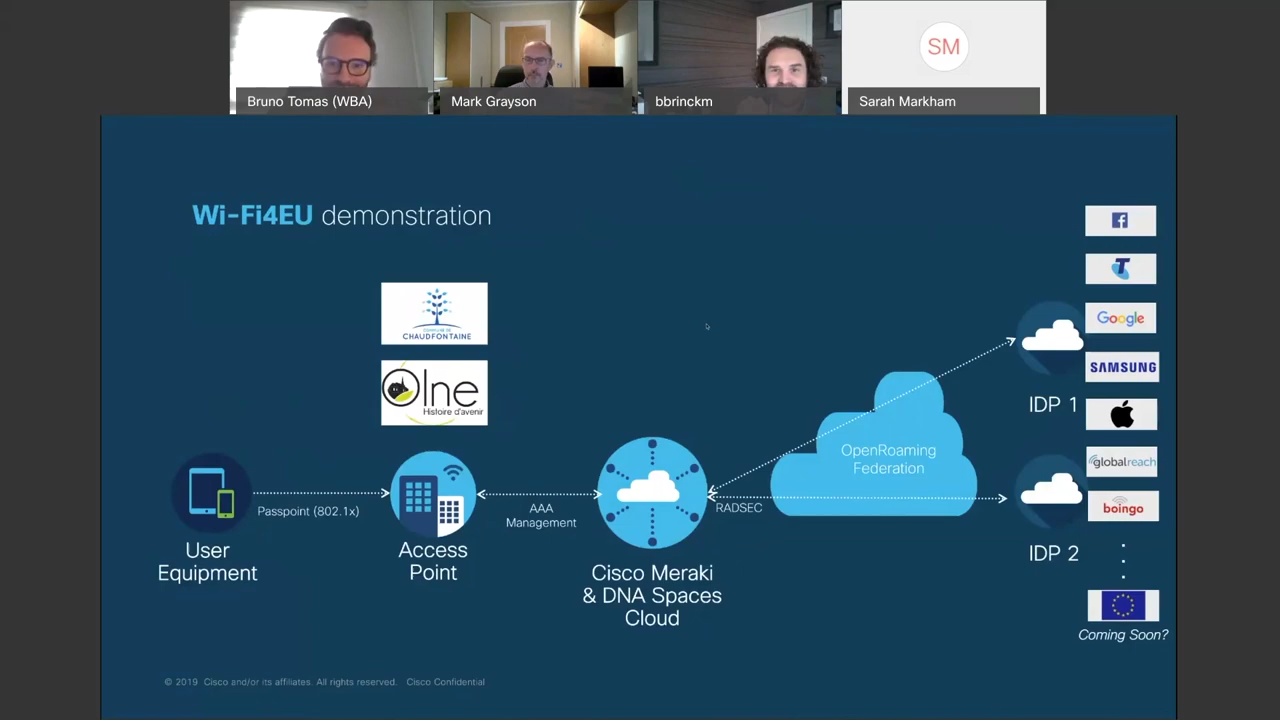 Bruno Tomas (WBA)
Mark Grayson
bbrinckm
SM
Sarah Markham
Wi-Fi4EU demonstration
COMMUNE DE
CHAUDFONTAINE
Olne
Histoire d'avenir
Passpoint (802.1x)
User
Equipment
Access
Point
AAA
Management
Cisco Meraki
& DNA Spaces
Cloud
RADSEC
OpenRoaming
Federation
IDP 1
IDP 2
T
Google
SAMSUNG
globalreach
boingo
Coming Soon?
© 2019 Cisco and/or its affiliates. All rights reserved. Cisco Confidential